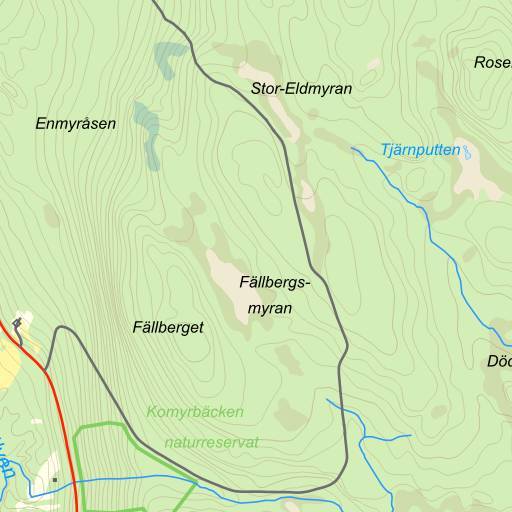 Stor-Eldmyran
Enmyråsen
Tjärnputten
Fällbergs-
myran
Fällberget
Komyrbäcken
naturreservat